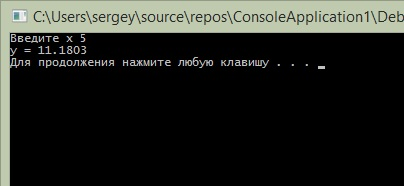 C:\Users\sergey\source\repos\ConsoleApplication1\Deb
Введите x 5
y = 11.1803
Для продолжения нажмите любую клавишу . . .